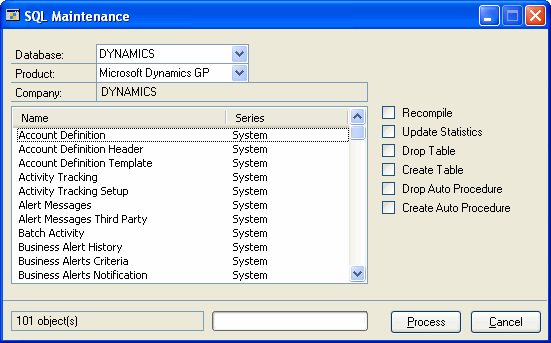 SQL Maintenance
Database: DYNAMICS
Product: Microsoft Dynamics GP
Company: DYNAMICS
Name Series
Account Definition System
Account Definition Header System
Account Definition Template System
Activity Tracking System
Activity Tracking Setup System
Alert Messages System
Alert Messages Third Party System
Batch Activity System
Business Alert History System
Business Alerts Criteria System
Business Alerts Notification System
Recompile
Update Statistics
Drop Table
Create Table
Drop Auto Procedure
Create Auto Procedure
101 object(s)
Process Cancel